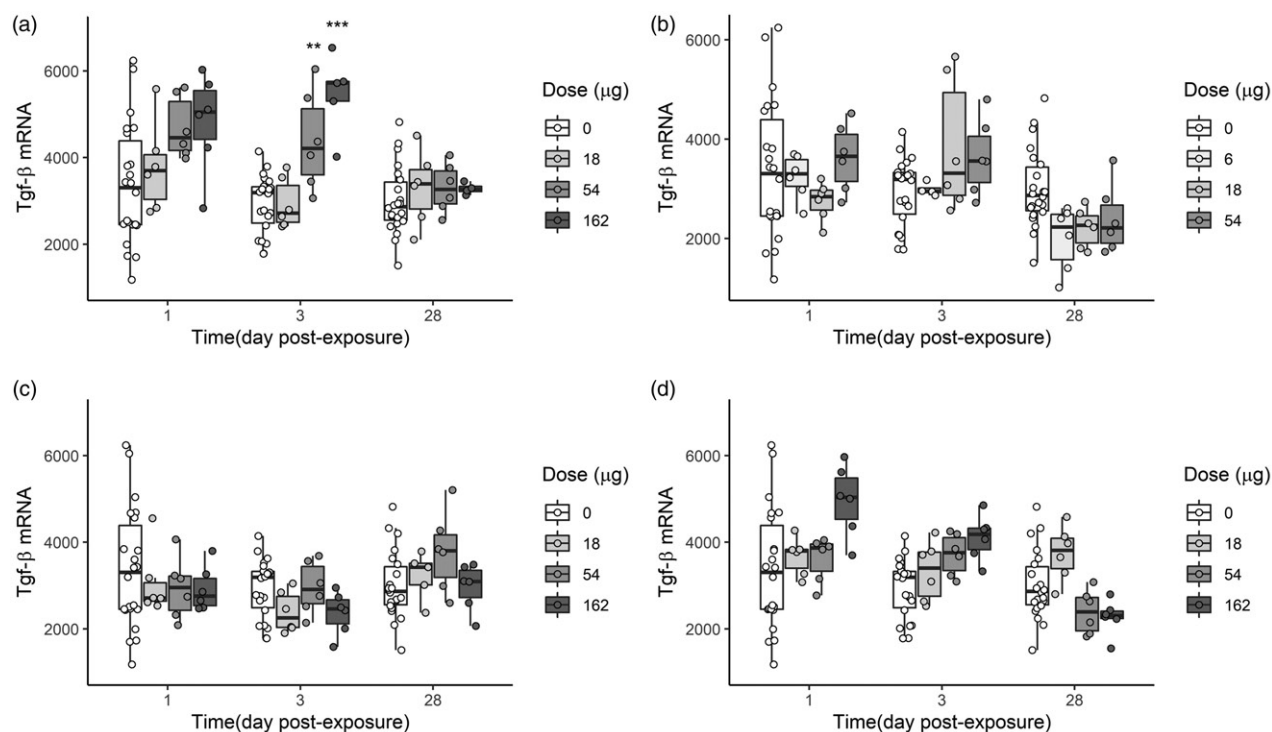 (a)
Tgf-β mRNA
6000
4000
2000
** ***
1 3 28
Time(day post-exposure)
Dose (μg)
0
18
54
162
(b)
Tgf-β mRNA
6000
4000
2000
1 3 28
Time(day post-exposure)
Dose (μg)
0
6
18
54
(c)
Tgf-β mRNA
6000
4000
2000
1 3 28
Time(day post-exposure)
Dose (μg)
0
18
54
162
(d)
Tgf-β mRNA
6000
4000
2000
1 3 28
Time(day post-exposure)
Dose (μg)
0
18
54
162